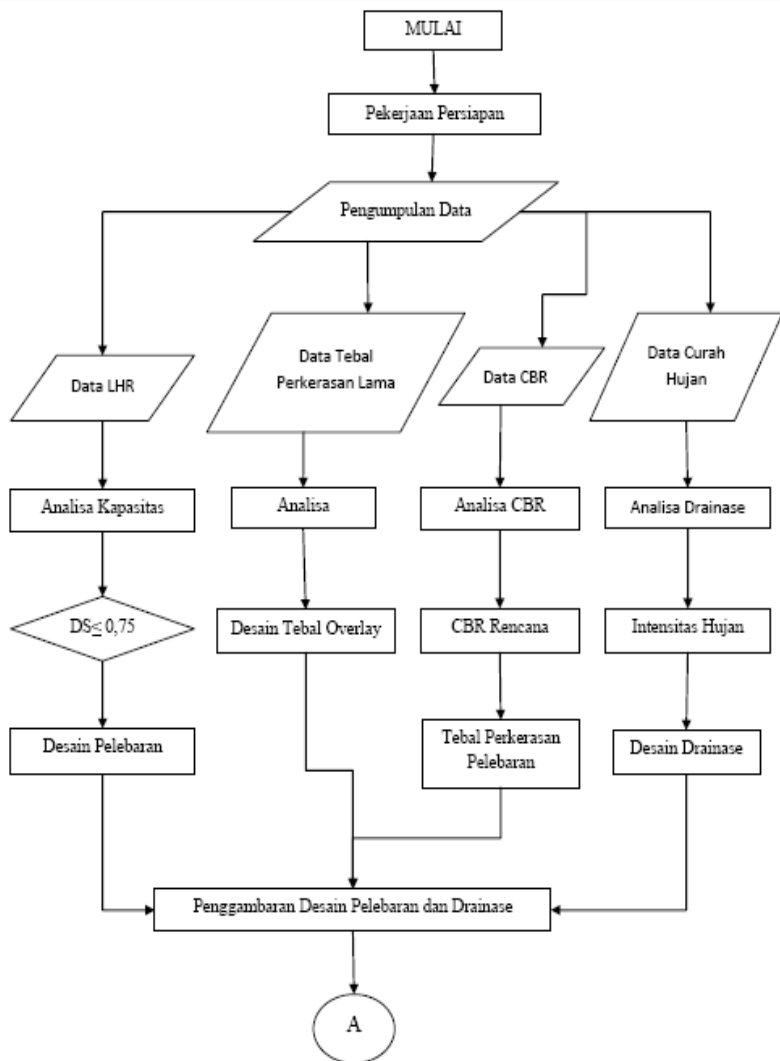 MULAI
Pekerjaan Persiapan
Pengumpulan Data
Data LHR
Data Tebal
Perkerasan Lama
Data CBR
Data Curah
Hujan
Analisa Kapasitas
Analisa
Analisa CBR
Analisa Drainase
DS≤ 0,75
Desain Tebal Overlay
CBR Rencana
Intensitas Hujan
Desain Pelebaran
Tebal Perkerasan
Pelebaran
Desain Drainase
Penggambaran Desain Pelebaran dan Drainase
A